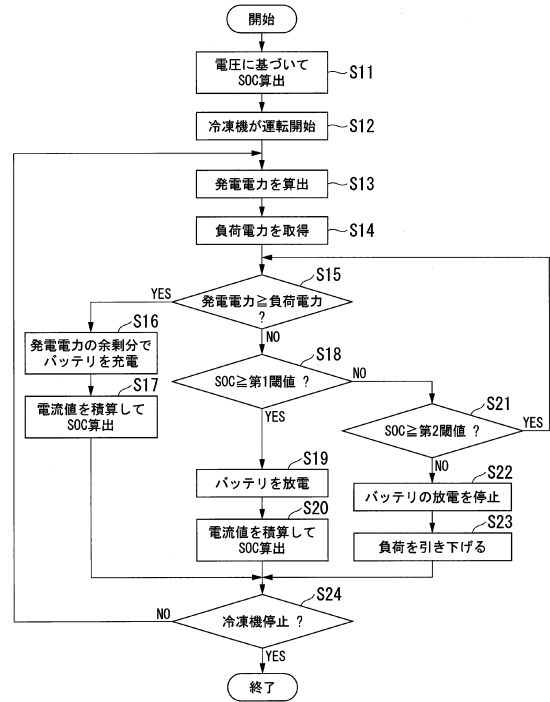 開始
電圧に基づいて
SOC算出
S11
冷凍機が運転開始
S12
発電電力を算出
S13
負荷電力を取得
S14
S15
発電電力≧負荷電力
?
YES
NO
S16
発電電力の余剰分で
バッテリを充電
S17
電流値を積算して
SOC算出
S18
SOC≧第1閾値 ?
NO
YES
S19
バッテリを放電
S20
電流値を積算して
SOC算出
S21
SOC≧第2閾値 ?
YES
NO
S22
バッテリの放電を停止
S23
負荷を引き下げる
S24
冷凍機停止 ?
NO
YES
終了